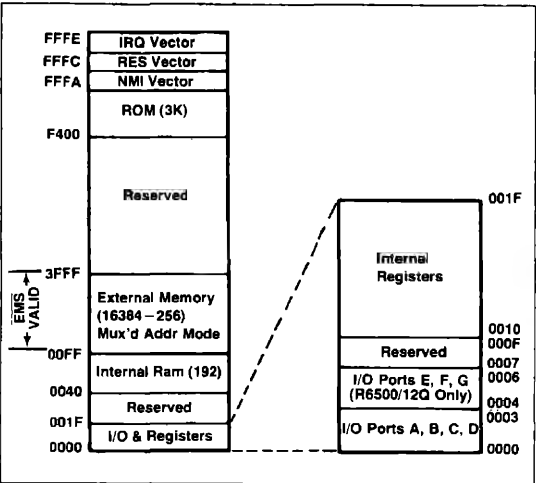 FFFE
IRQ Vector
FFFC
RES Vector
FFFA
NMI Vector
ROM (3K)
F400
Reserved
3FFF
EMS
VALID
External Memory
(16384 – 256)
Mux'd Addr Mode
00FF
Internal Ram (192)
0040
Reserved
001F
I/O & Registers
0000
001F
Internal
Registers
0010
000F
Reserved
0007
0006
I/O Ports E, F, G
(R6500/12Q Only)
0004
0003
I/O Ports A, B, C, D
0000